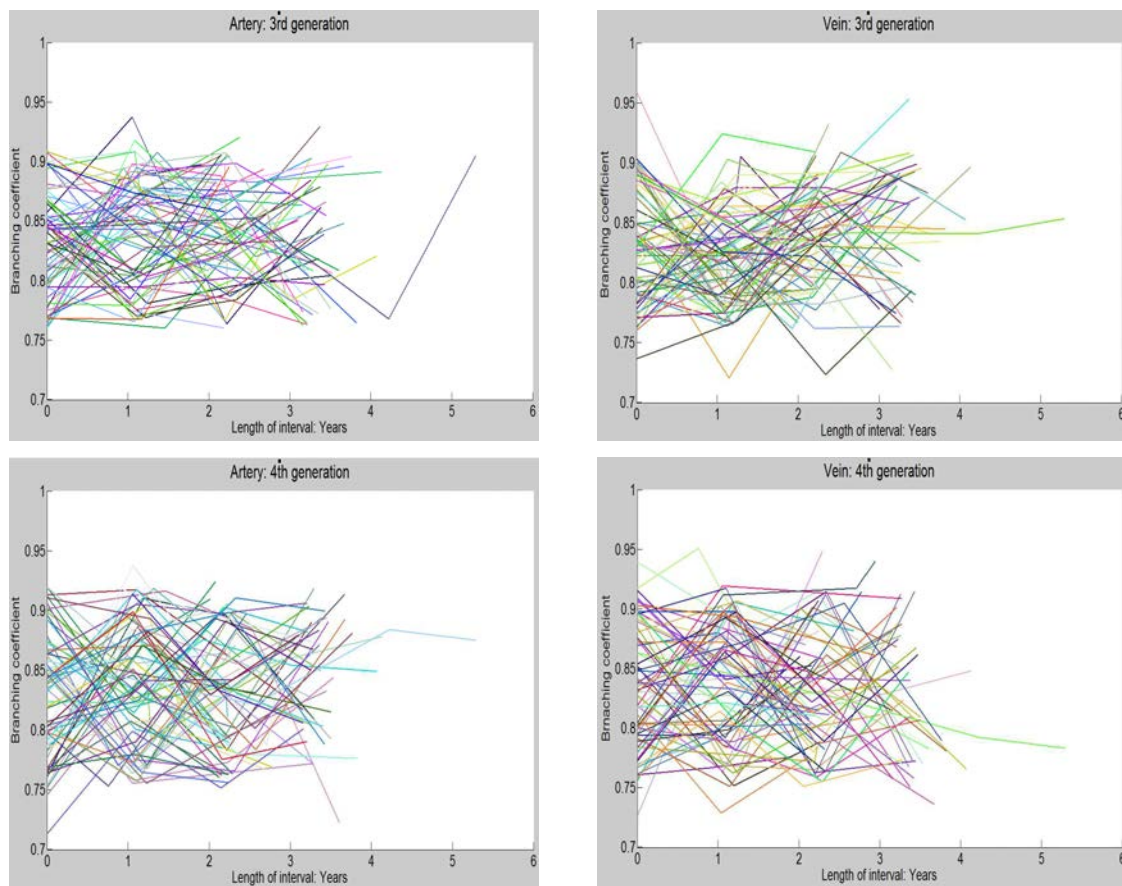 Artery: 3rd generation
1
0.95
0.9
0.85
0.8
0.75
0.7
Branching coefficient
0 1 2 3 4 5 6
Length of interval: Years
Vein: 3rd generation
1
0.95
0.9
0.85
0.8
0.75
0.7
Branching coefficient
0 1 2 3 4 5 6
Length of interval: Years
Artery: 4th generation
1
0.95
0.9
0.85
0.8
0.75
0.7
Branching coefficient
0 1 2 3 4 5 6
Length of interval: Years
Vein: 4th generation
1
0.95
0.9
0.85
0.8
0.75
0.7
Brnaching coefficient
0 1 2 3 4 5 6
Length of interval: Years